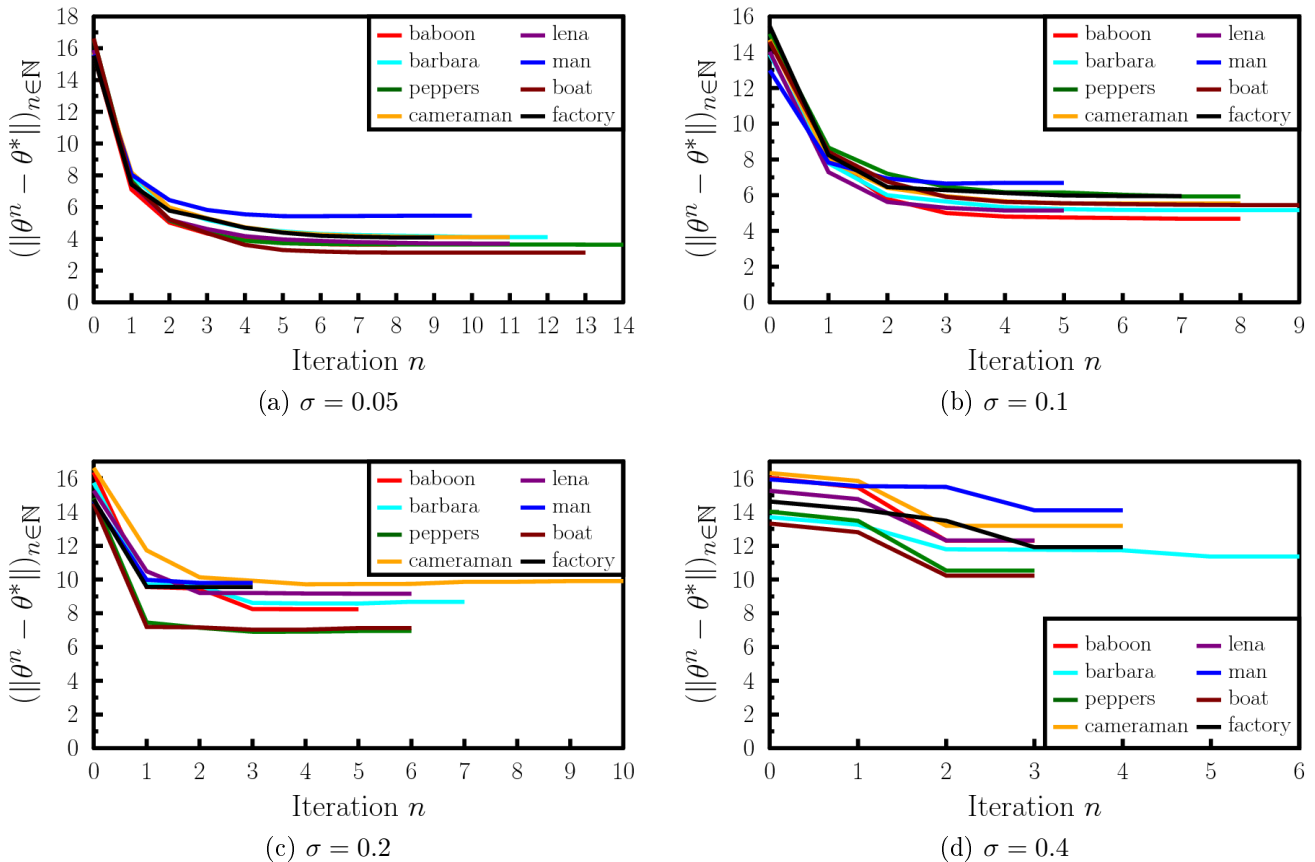 18
16
14
12
10
8
6
4
2
0
(||θⁿ − θ*||)ₙ∈ℕ
baboon lena
barbara man
peppers boat
cameraman factory
0 1 2 3 4 5 6 7 8 9 10 11 12 13 14
Iteration n
(a) σ = 0.05
16
14
12
10
8
6
4
2
0
(||θⁿ − θ*||)ₙ∈ℕ
baboon lena
barbara man
peppers boat
cameraman factory
0 1 2 3 4 5 6 7 8 9
Iteration n
(b) σ = 0.1
16
14
12
10
8
6
4
2
0
(||θⁿ − θ*||)ₙ∈ℕ
baboon lena
barbara man
peppers boat
cameraman factory
0 1 2 3 4 5 6 7 8 9 10
Iteration n
(c) σ = 0.2
16
14
12
10
8
6
4
2
0
(||θⁿ − θ*||)ₙ∈ℕ
baboon lena
barbara man
peppers boat
cameraman factory
0 1 2 3 4 5 6
Iteration n
(d) σ = 0.4